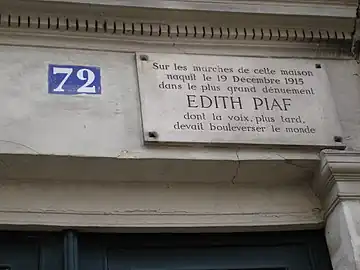 72
Sur les marches de cette maison
naquit le 19 Décembre 1915
dans le plus grand dénuement
EDITH PIAF
dont la voix, plus tard,
devait bouleverser le monde